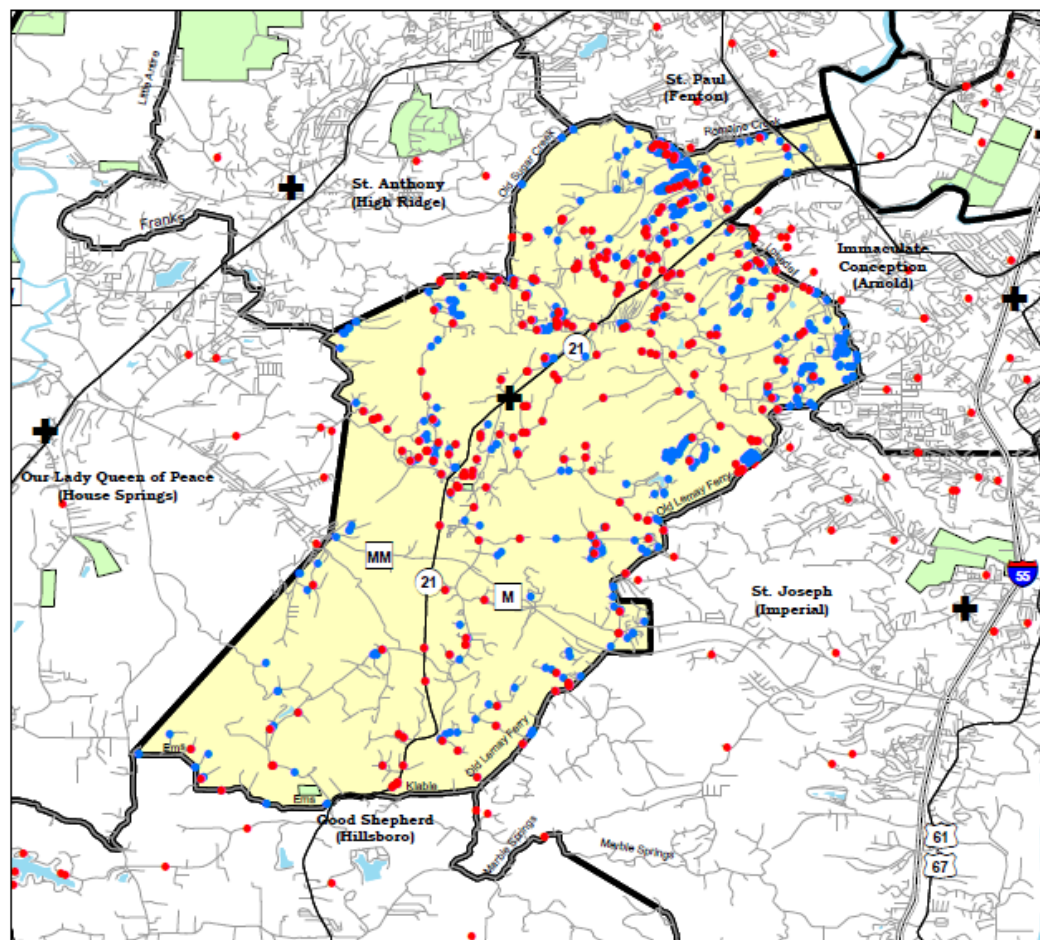 St. Paul
(Fenton)
Romaine Creek
Old Sugar Creek
St. Anthony
(High Ridge)
Franks
Immaculate
Conception
(Arnold)
21
Our Lady Queen of Peace
(House Springs)
Old Lemay Ferry
MM
21
M
St. Joseph
(Imperial)
55
Old Lemay Ferry
Ems
Klable
Ems
Good Shepherd
(Hillsboro)
Marble Springs
Marble Springs
61
67